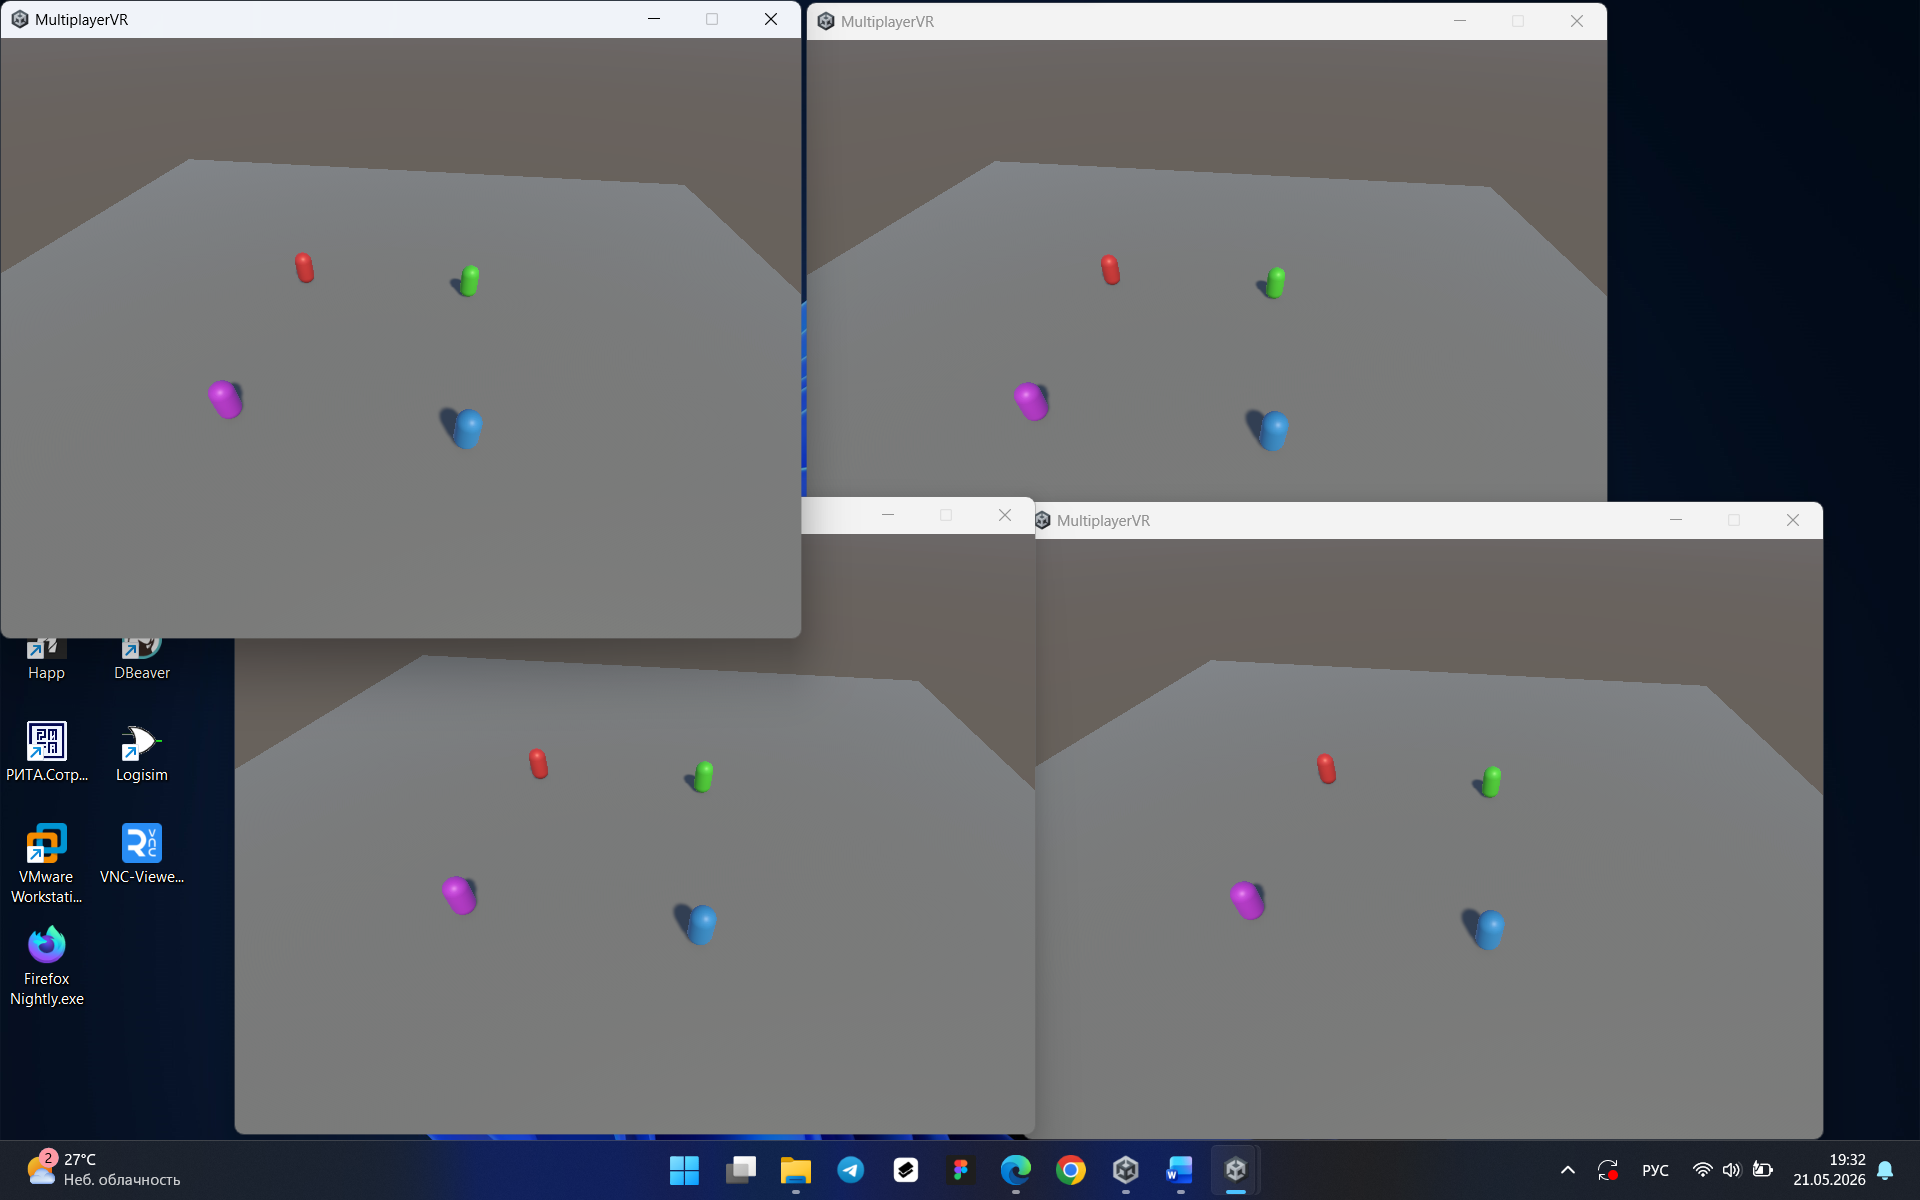 MultiplayerVR
MultiplayerVR
MultiplayerVR
Happ
DBeaver
РИТА.Сотр...
Logisim
VMware
Workstati...
VNC-Viewe...
Firefox
Nightly.exe
2
27°C
Неб. облачность
РУС
19:32
21.05.2026